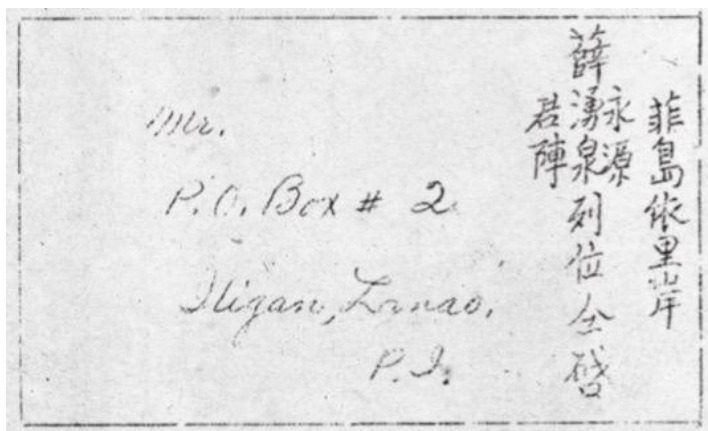 菲島依里岸
薛 永源 湧泉 君陣 列位仝啓
Mr.
P.O. Box # 2
Iligan, Lanao.
P.I.